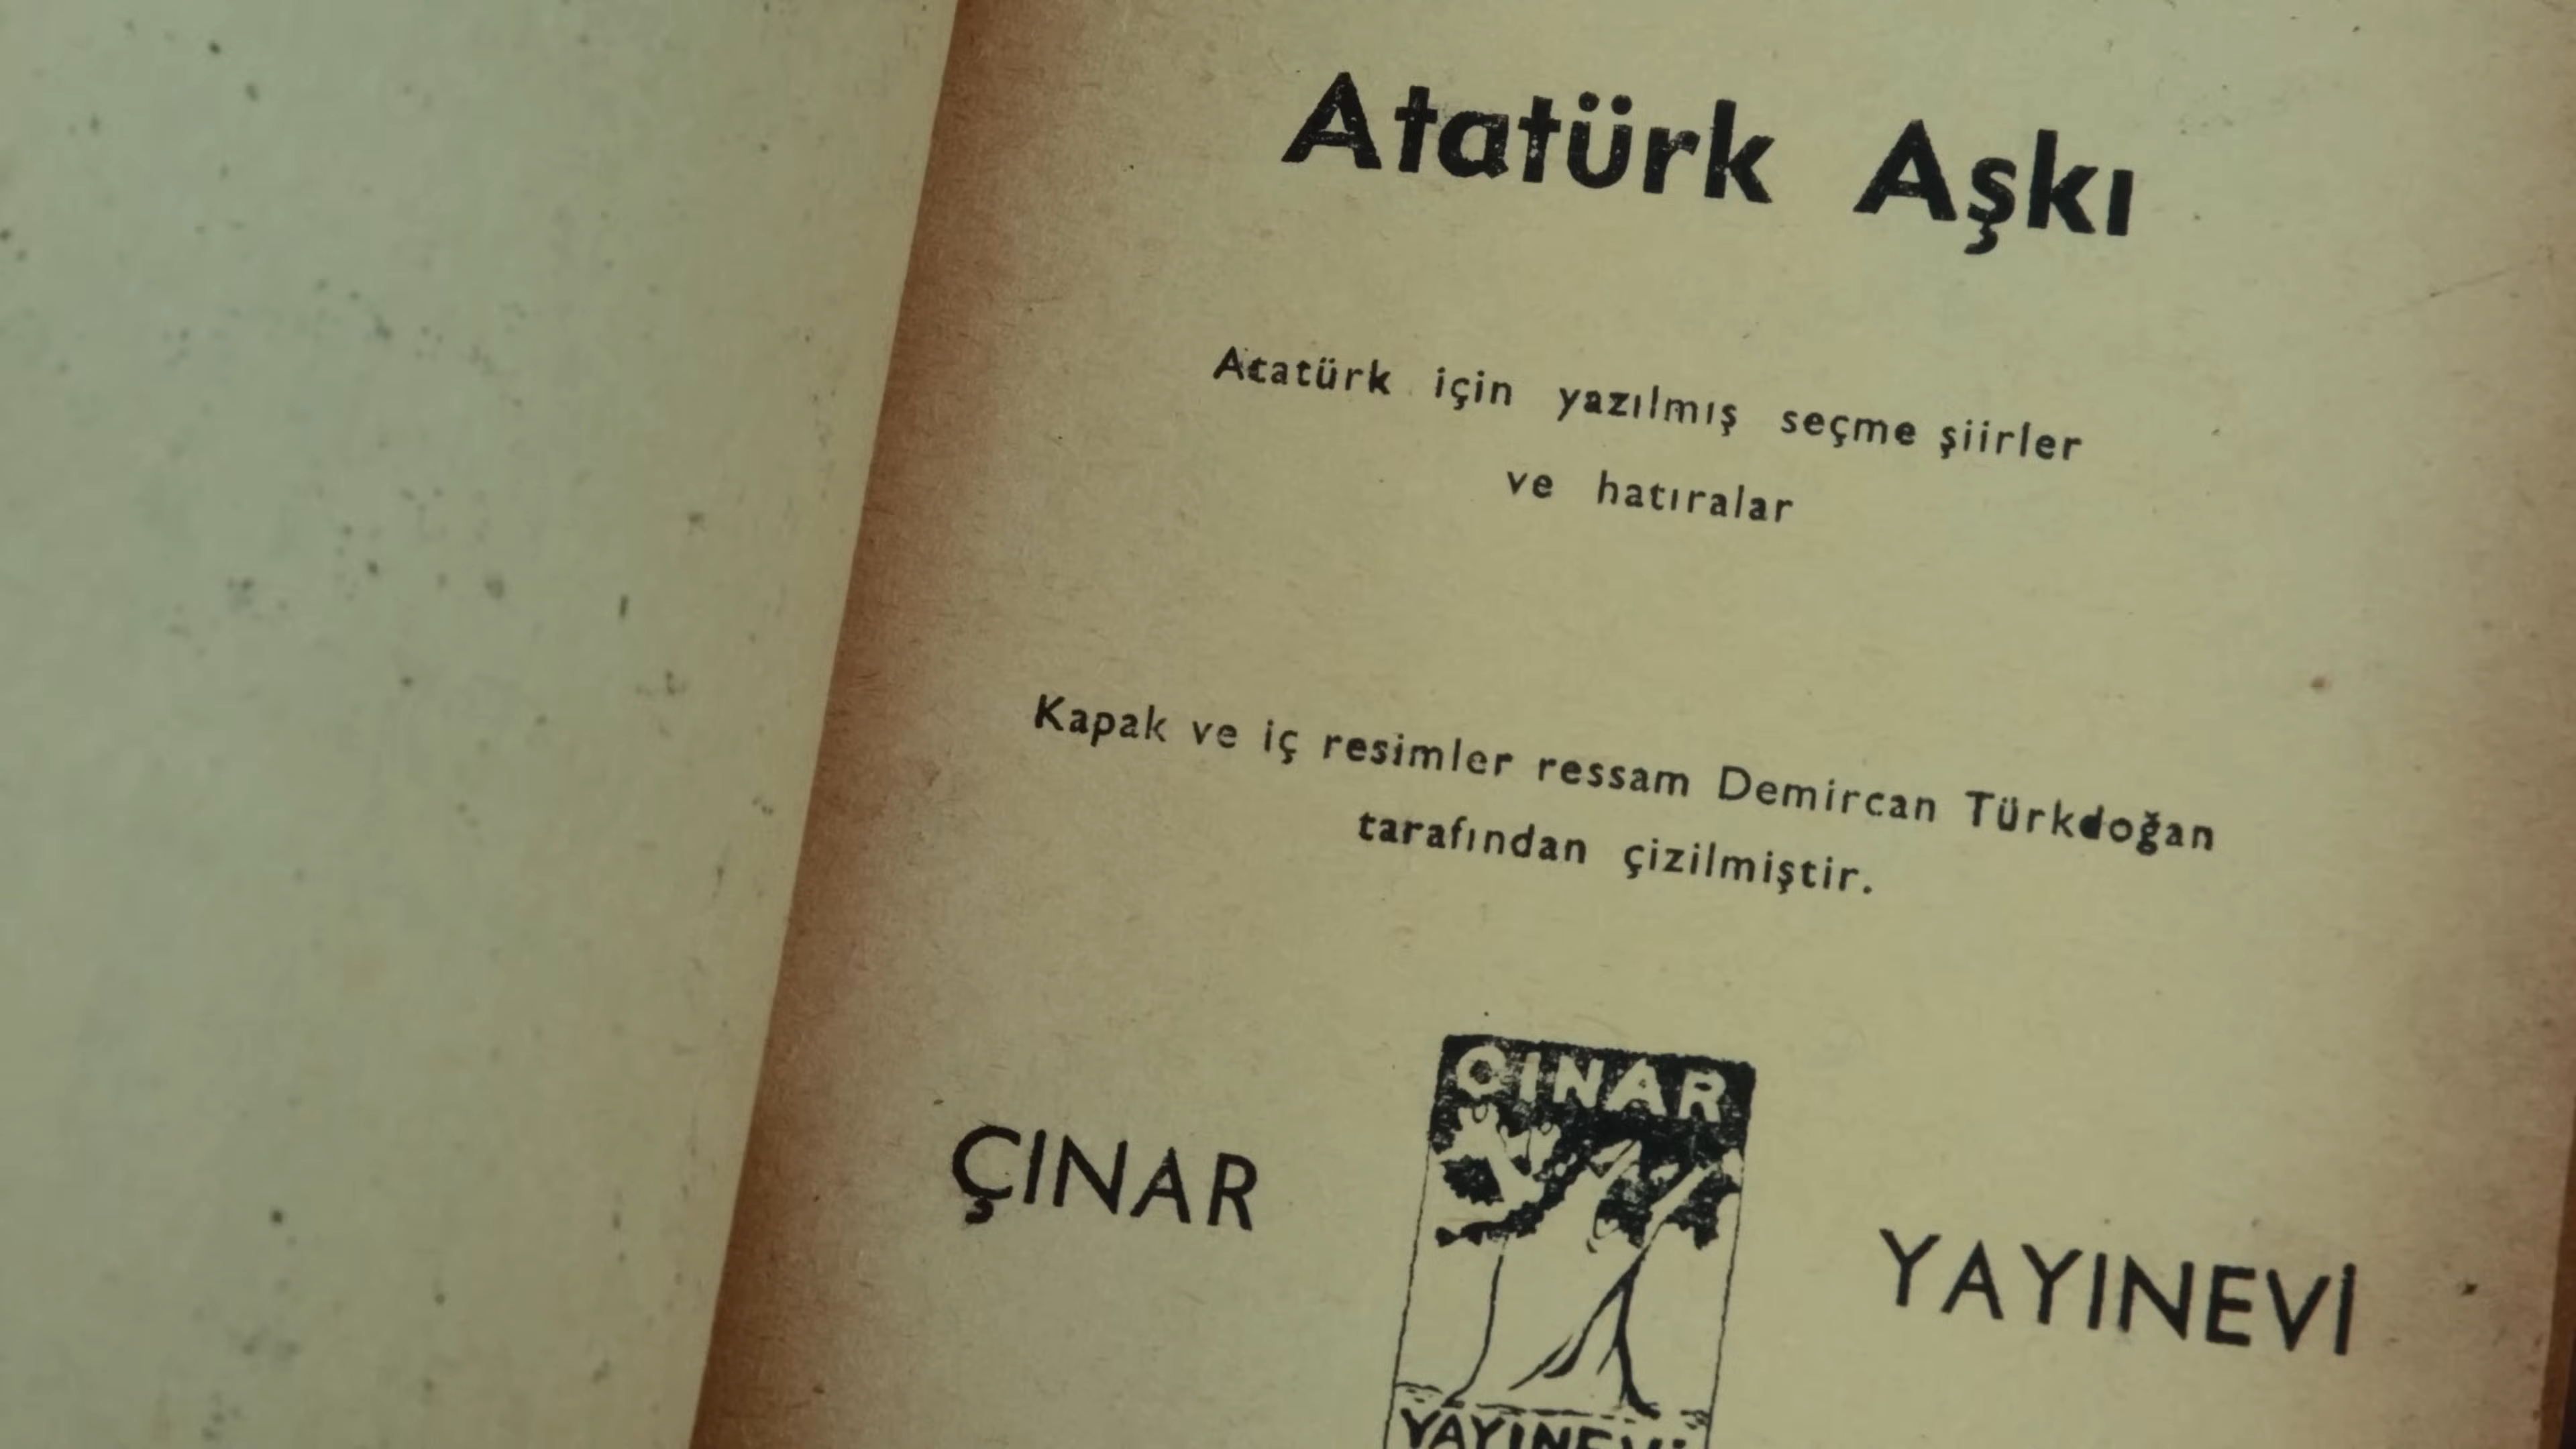 Atatürk Aşkı
Atatürk için yazılmış seçme şiirler
ve hatıralar
Kapak ve iç resimler ressam Demircan Türkdoğan
tarafından çizilmiştir.
ÇINAR
ÇINAR YAYINEVİ
YAYINEVİ